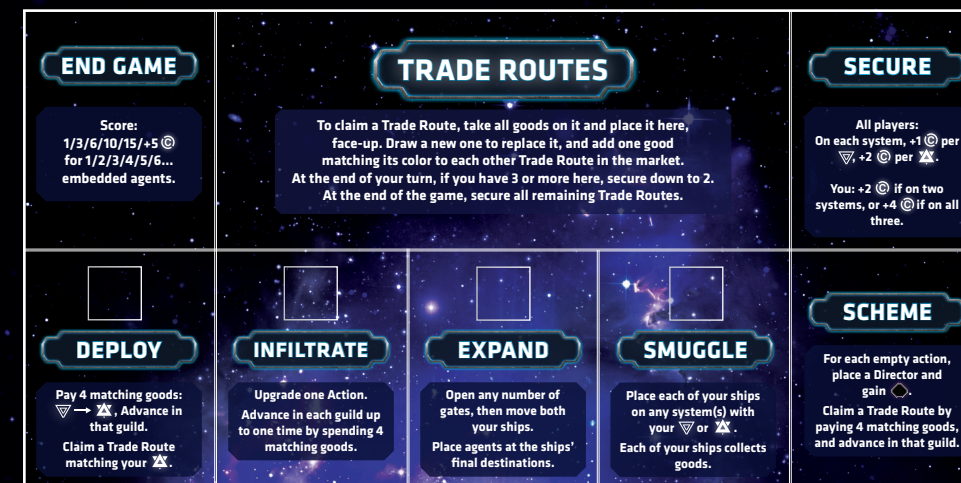 END GAME
Score:
1/3/6/10/15/+5 Ⓒ
for 1/2/3/4/5/6...
embedded agents.
TRADE ROUTES
To claim a Trade Route, take all goods on it and place it here,
face-up. Draw a new one to replace it, and add one good
matching its color to each other Trade Route in the market.
At the end of your turn, if you have 3 or more here, secure down to 2.
At the end of the game, secure all remaining Trade Routes.
SECURE
All players:
On each system, +1 Ⓒ per
, +2 Ⓒ per .
You: +2 Ⓒ if on two
systems, or +4 Ⓒ if on all
three.
DEPLOY
Pay 4 matching goods:
→ , Advance in
that guild.
Claim a Trade Route
matching your .
INFILTRATE
Upgrade one Action.
Advance in each guild up
to one time by spending 4
matching goods.
EXPAND
Open any number of
gates, then move both
your ships.
Place agents at the ships'
final destinations.
SMUGGLE
Place each of your ships
on any system(s) with
your or .
Each of your ships collects
goods.
SCHEME
For each empty action,
place a Director and
gain .
Claim a Trade Route by
paying 4 matching goods,
and advance in that guild.